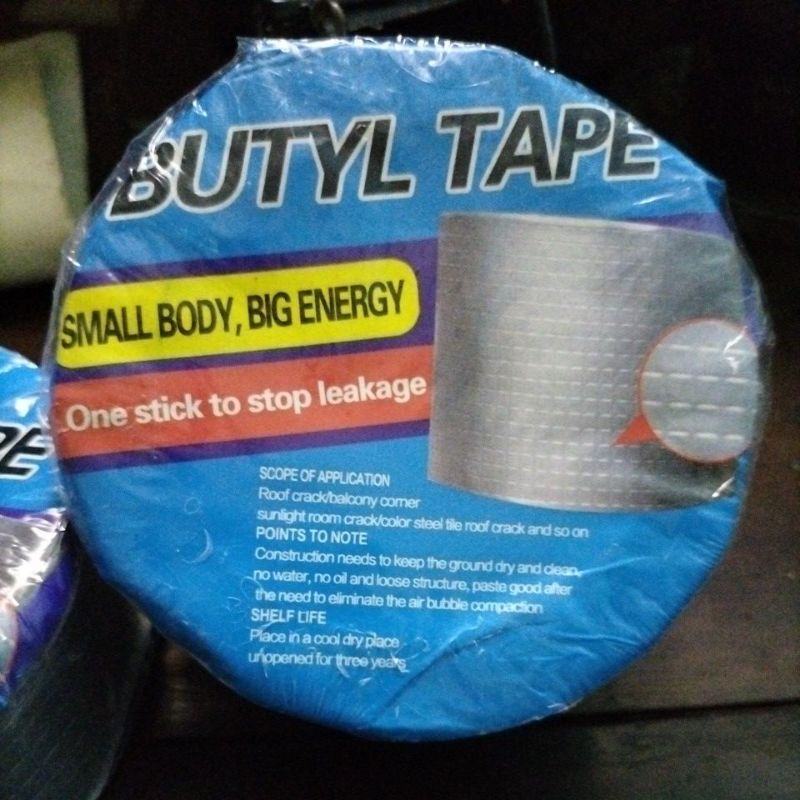 BUTYL TAPE
SMALL BODY, BIG ENERGY
One stick to stop leakage
SCOPE OF APPLICATION
Roof crack/balcony corner
sunlight room crack/color steel tile roof crack and so on
POINTS TO NOTE
Construction needs to keep the ground dry and clean,
no water, no oil and loose structure, paste good after
the need to eliminate the air bubble compaction
SHELF LIFE
Place in a cool dry place
unopened for three years
PE